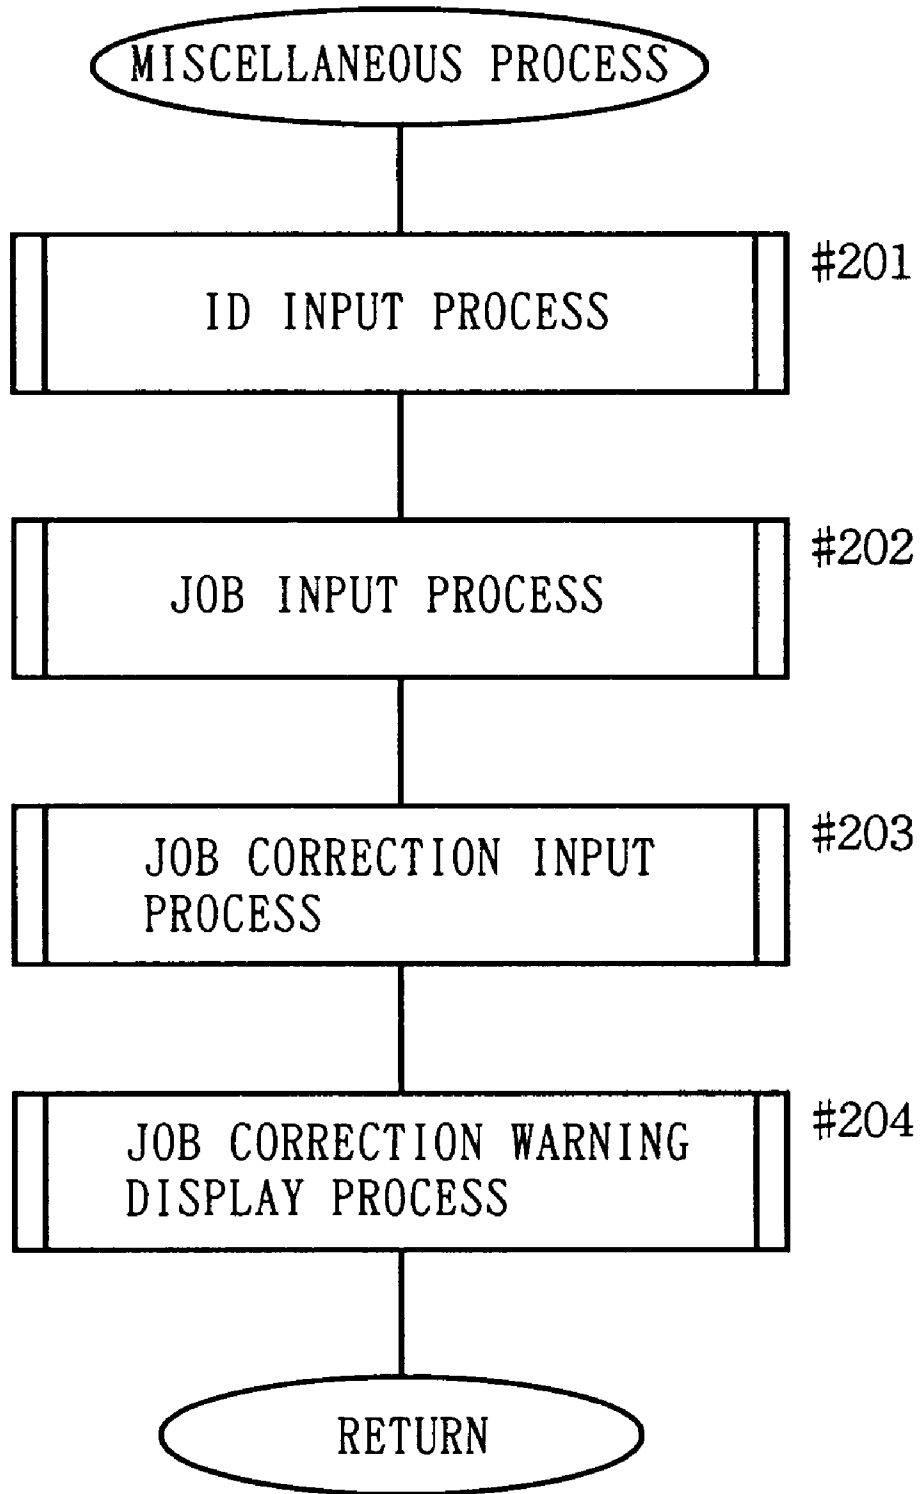 MISCELLANEOUS PROCESS
#201
ID INPUT PROCESS
#202
JOB INPUT PROCESS
#203
JOB CORRECTION INPUT
PROCESS
#204
JOB CORRECTION WARNING
DISPLAY PROCESS
RETURN